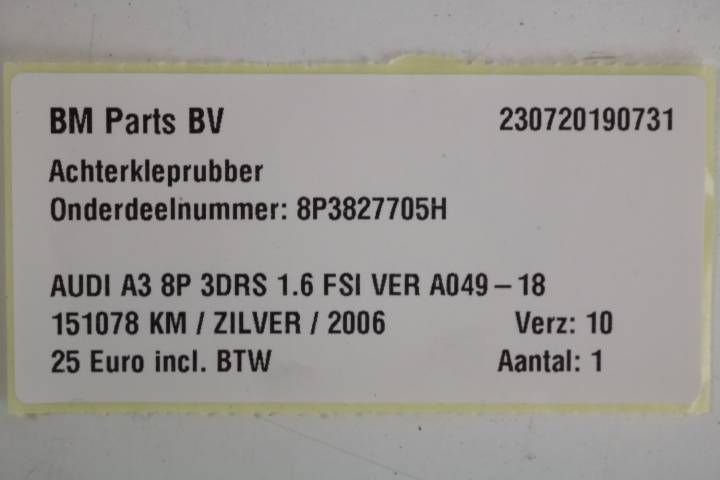 BM Parts BV 230720190731
Achterkleprubber
Onderdeelnummer: 8P3827705H
AUDI A3 8P 3DRS 1.6 FSI VER A049-18
151078 KM / ZILVER / 2006 Verz: 10
25 Euro incl. BTW Aantal: 1